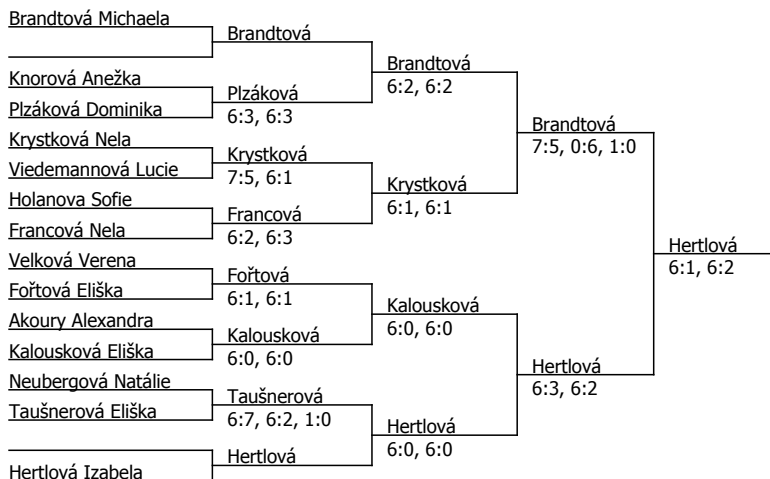 Brandtová Michaela
Knorová Anežka
Plzáková Dominika
Krystková Nela
Viedemannová Lucie
Holanova Sofie
Francová Nela
Velková Verena
Fořtová Eliška
Akoury Alexandra
Kalousková Eliška
Neubergová Natálie
Taušnerová Eliška
Hertlová Izabela
Brandtová
Plzáková
6:3, 6:3
Krystková
7:5, 6:1
Francová
6:2, 6:3
Fořtová
6:1, 6:1
Kalousková
6:0, 6:0
Taušnerová
6:7, 6:2, 1:0
Hertlová
Brandtová
6:2, 6:2
Krystková
6:1, 6:1
Kalousková
6:0, 6:0
Hertlová
6:0, 6:0
Brandtová
7:5, 0:6, 1:0
Hertlová
6:3, 6:2
Hertlová
6:1, 6:2